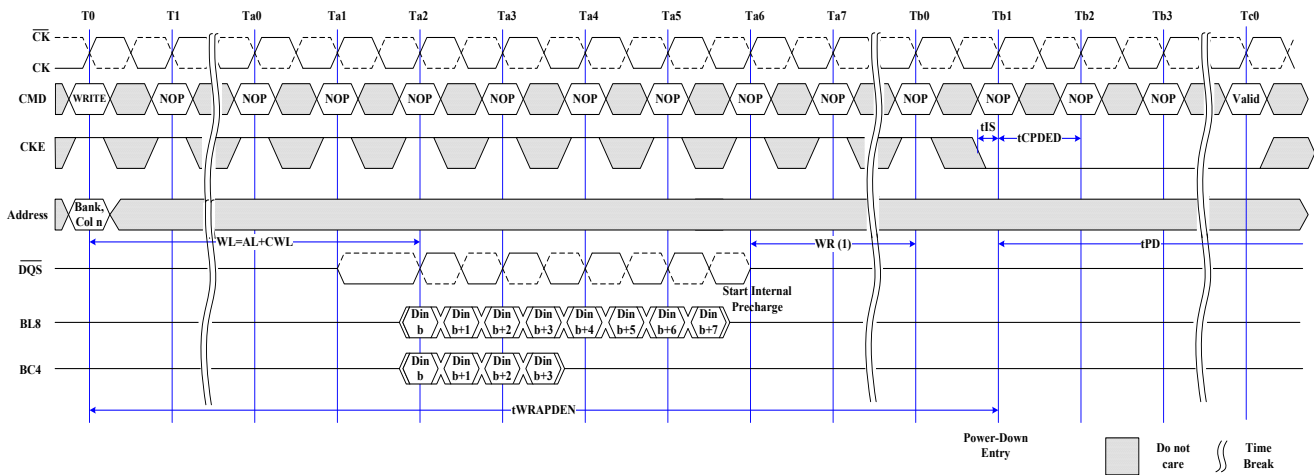 T0 T1 Ta0 Ta1 Ta2 Ta3 Ta4 Ta5 Ta6 Ta7 Tb0 Tb1 Tb2 Tb3 Tc0
CK
CK
CMD WRITE NOP NOP NOP NOP NOP NOP NOP NOP NOP NOP NOP NOP NOP Valid
tIS
tCPDED
CKE
Address Bank, Col n
WL=AL+CWL WR (1) tPD
DQS
Start Internal Precharge
BL8 Din b Din b+1 Din b+2 Din b+3 Din b+4 Din b+5 Din b+6 Din b+7
BC4 Din b Din b+1 Din b+2 Din b+3
tWRAPDEN
Power-Down Entry
Do not care
Time Break